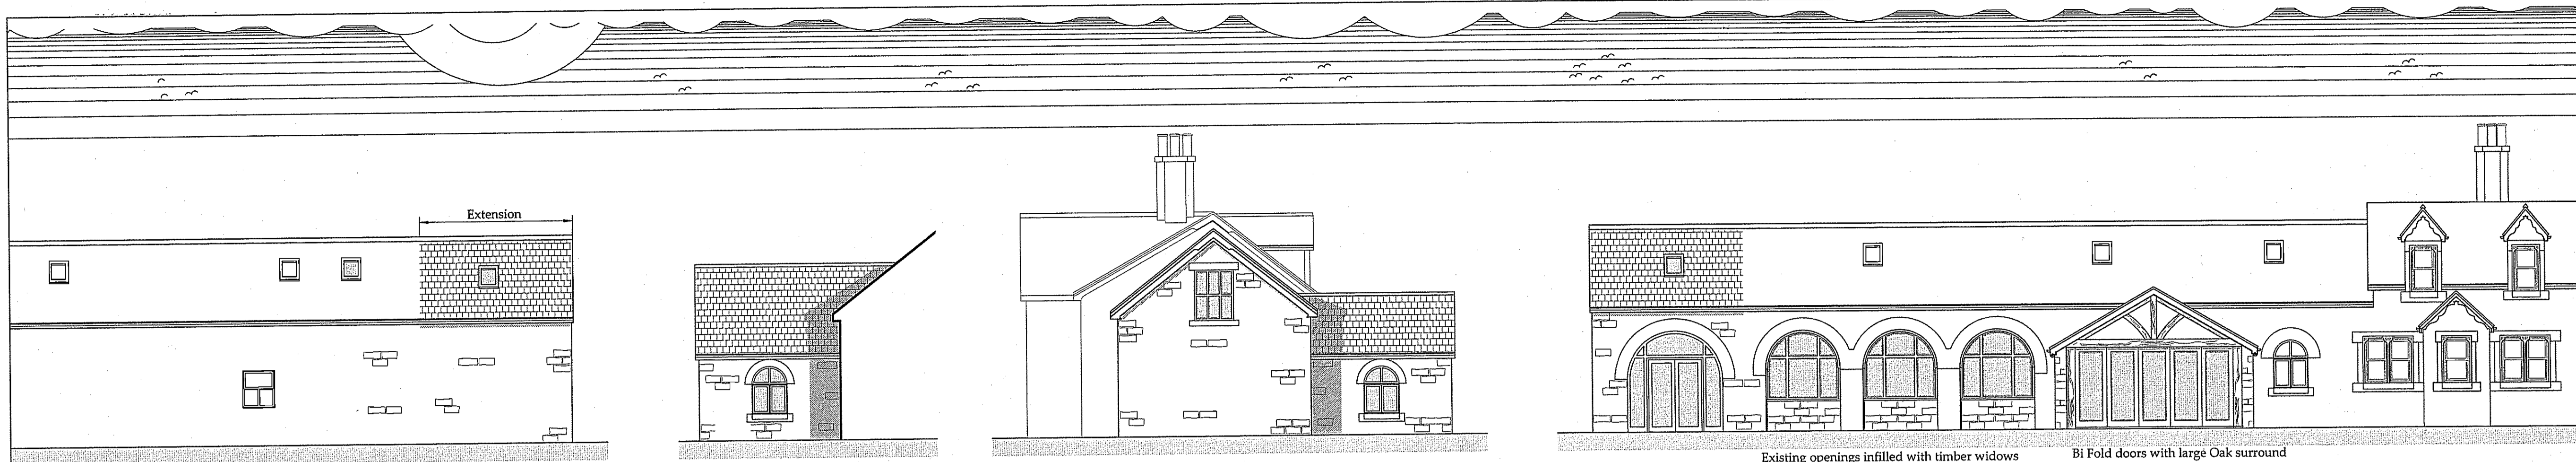 Extension
Existing openings infilled with timber widows
Bi Fold doors with large Oak surround